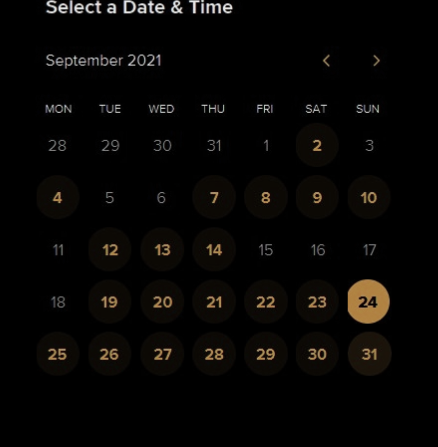 Select a Date & Time
September 2021
MON TUE WED THU FRI SAT SUN
28 29 30 31 1 2 3
4 5 6 7 8 9 10
11 12 13 14 15 16 17
18 19 20 21 22 23 24
25 26 27 28 29 30 31